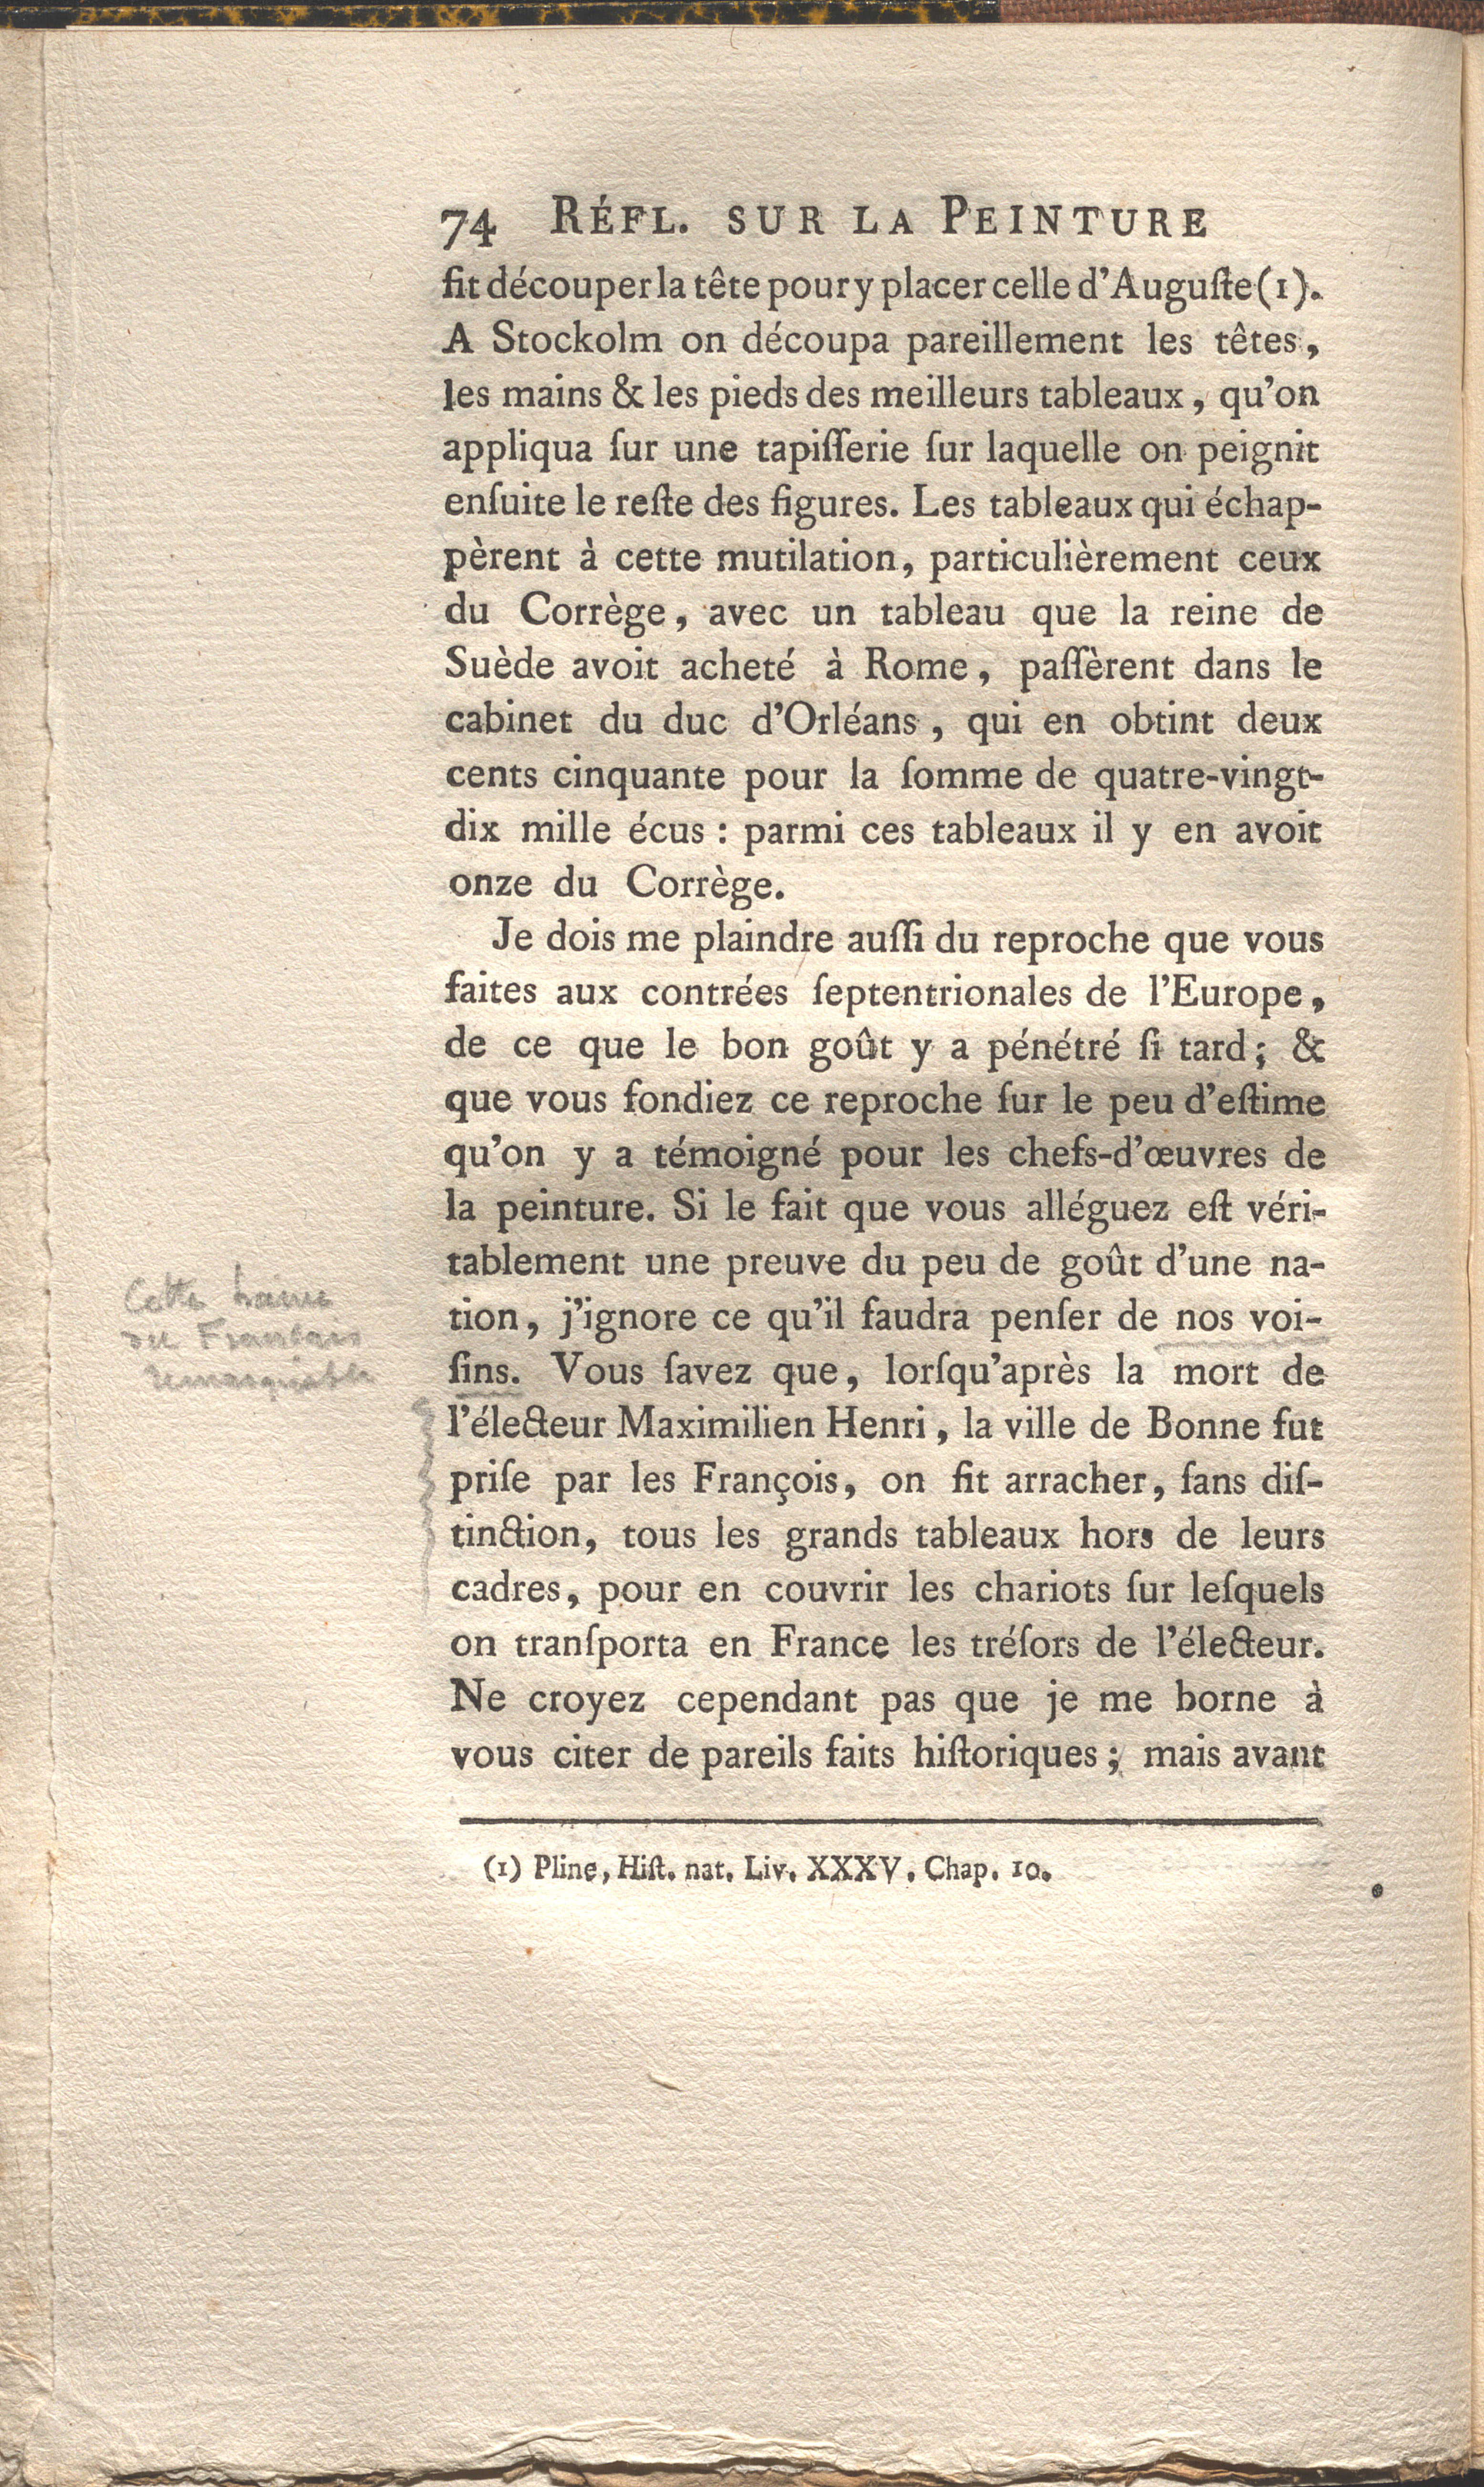 74 RÉFL. SUR LA PEINTURE
fit découper la tête pour y placer celle d'Auguſte (1).
A Stockolm on découpa pareillement les têtes,
les mains & les pieds des meilleurs tableaux, qu'on
appliqua ſur une tapiſſerie ſur laquelle on peignit
enſuite le reſte des figures. Les tableaux qui échap-
pèrent à cette mutilation, particulièrement ceux
du Corrège, avec un tableau que la reine de
Suède avoit acheté à Rome, paſſèrent dans le
cabinet du duc d'Orléans, qui en obtint deux
cents cinquante pour la ſomme de quatre-vingt-
dix mille écus : parmi ces tableaux il y en avoit
onze du Corrège.
Je dois me plaindre auſſi du reproche que vous
faites aux contrées ſeptentrionales de l'Europe,
de ce que le bon goût y a pénétré ſi tard; &
que vous fondiez ce reproche ſur le peu d'eſtime
qu'on y a témoigné pour les chefs-d'œuvres de
la peinture. Si le fait que vous alléguez eſt véri-
tablement une preuve du peu de goût d'une na-
tion, j'ignore ce qu'il faudra penſer de nos voi-
ſins. Vous ſavez que, lorſqu'après la mort de
l'électeur Maximilien Henri, la ville de Bonne fut
priſe par les François, on fit arracher, ſans diſ-
tinction, tous les grands tableaux hors de leurs
cadres, pour en couvrir les chariots ſur leſquels
on tranſporta en France les tréſors de l'électeur.
Ne croyez cependant pas que je me borne à
vous citer de pareils faits hiſtoriques; mais avant
(1) Pline, Hiſt. nat. Liv. XXXV. Chap. 10.
Cette haine
du Français
remarquable